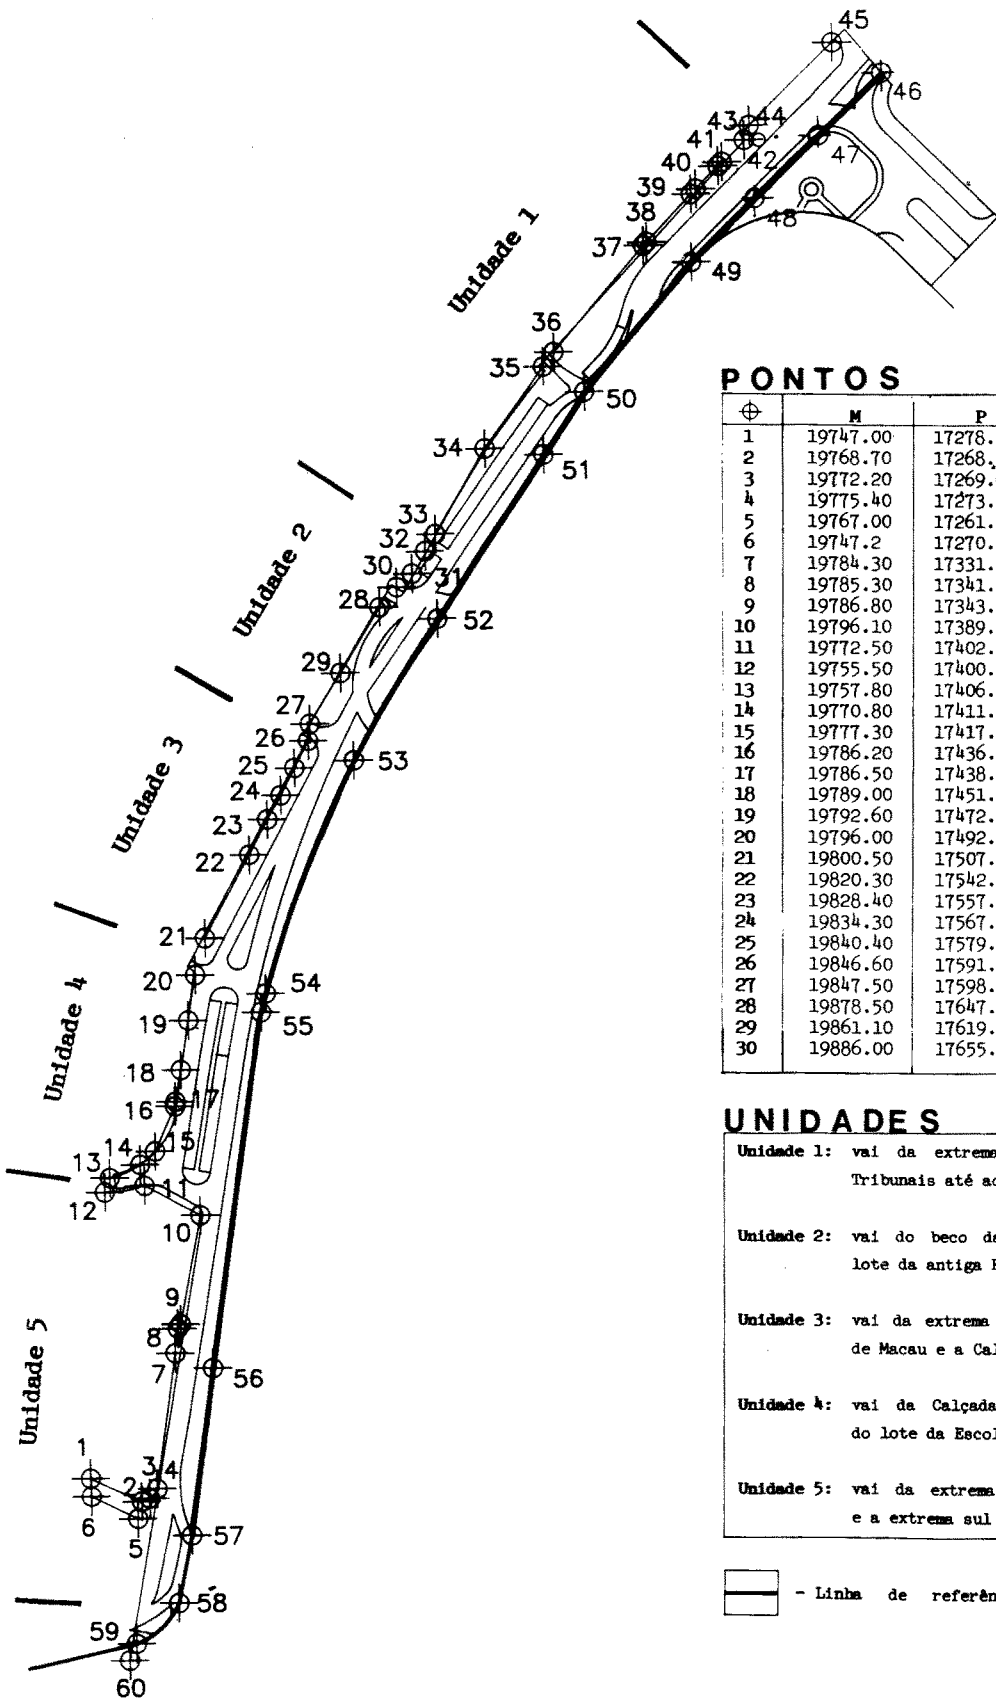 45
46
44
43
47
41
42
40
39
48
38
37
49
Unidade 1
36
35
50
34
51
33
32
30
31
28
52
Unidade 2
29
27
26
53
25
Unidade 3
24
23
22
21
20
54
55
19
Unidade 4
18
17
16
14
15
13
11
12
10
9
8
7
56
Unidade 5
1
3
4
2
6
5
57
58
59
60
PONTOS
M P
1 19747.00 17278.
2 19768.70 17268.
3 19772.20 17269.
4 19775.40 17273.
5 19767.00 17261.
6 19747.2 17270.
7 19784.30 17331.
8 19785.30 17341.
9 19786.80 17343.
10 19796.10 17389.
11 19772.50 17402.
12 19755.50 17400.
13 19757.80 17406.
14 19770.80 17411.
15 19777.30 17417.
16 19786.20 17436.
17 19786.50 17438.
18 19789.00 17451.
19 19792.60 17472.
20 19796.00 17492.
21 19800.50 17507.
22 19820.30 17542.
23 19828.40 17557.
24 19834.30 17567.
25 19840.40 17579.
26 19846.60 17591.
27 19847.50 17598.
28 19878.50 17647.
29 19861.10 17619.
30 19886.00 17655.
UNIDADES
Unidade 1: vai da extrema
Tribunais até ao
Unidade 2: vai do beco da
lote da antiga
Unidade 3: vai da extrema
de Macau e a Cal
Unidade 4: vai da Calçada
do lote da Escol
Unidade 5: vai da extrema
e a extrema sul
- Linha de referên